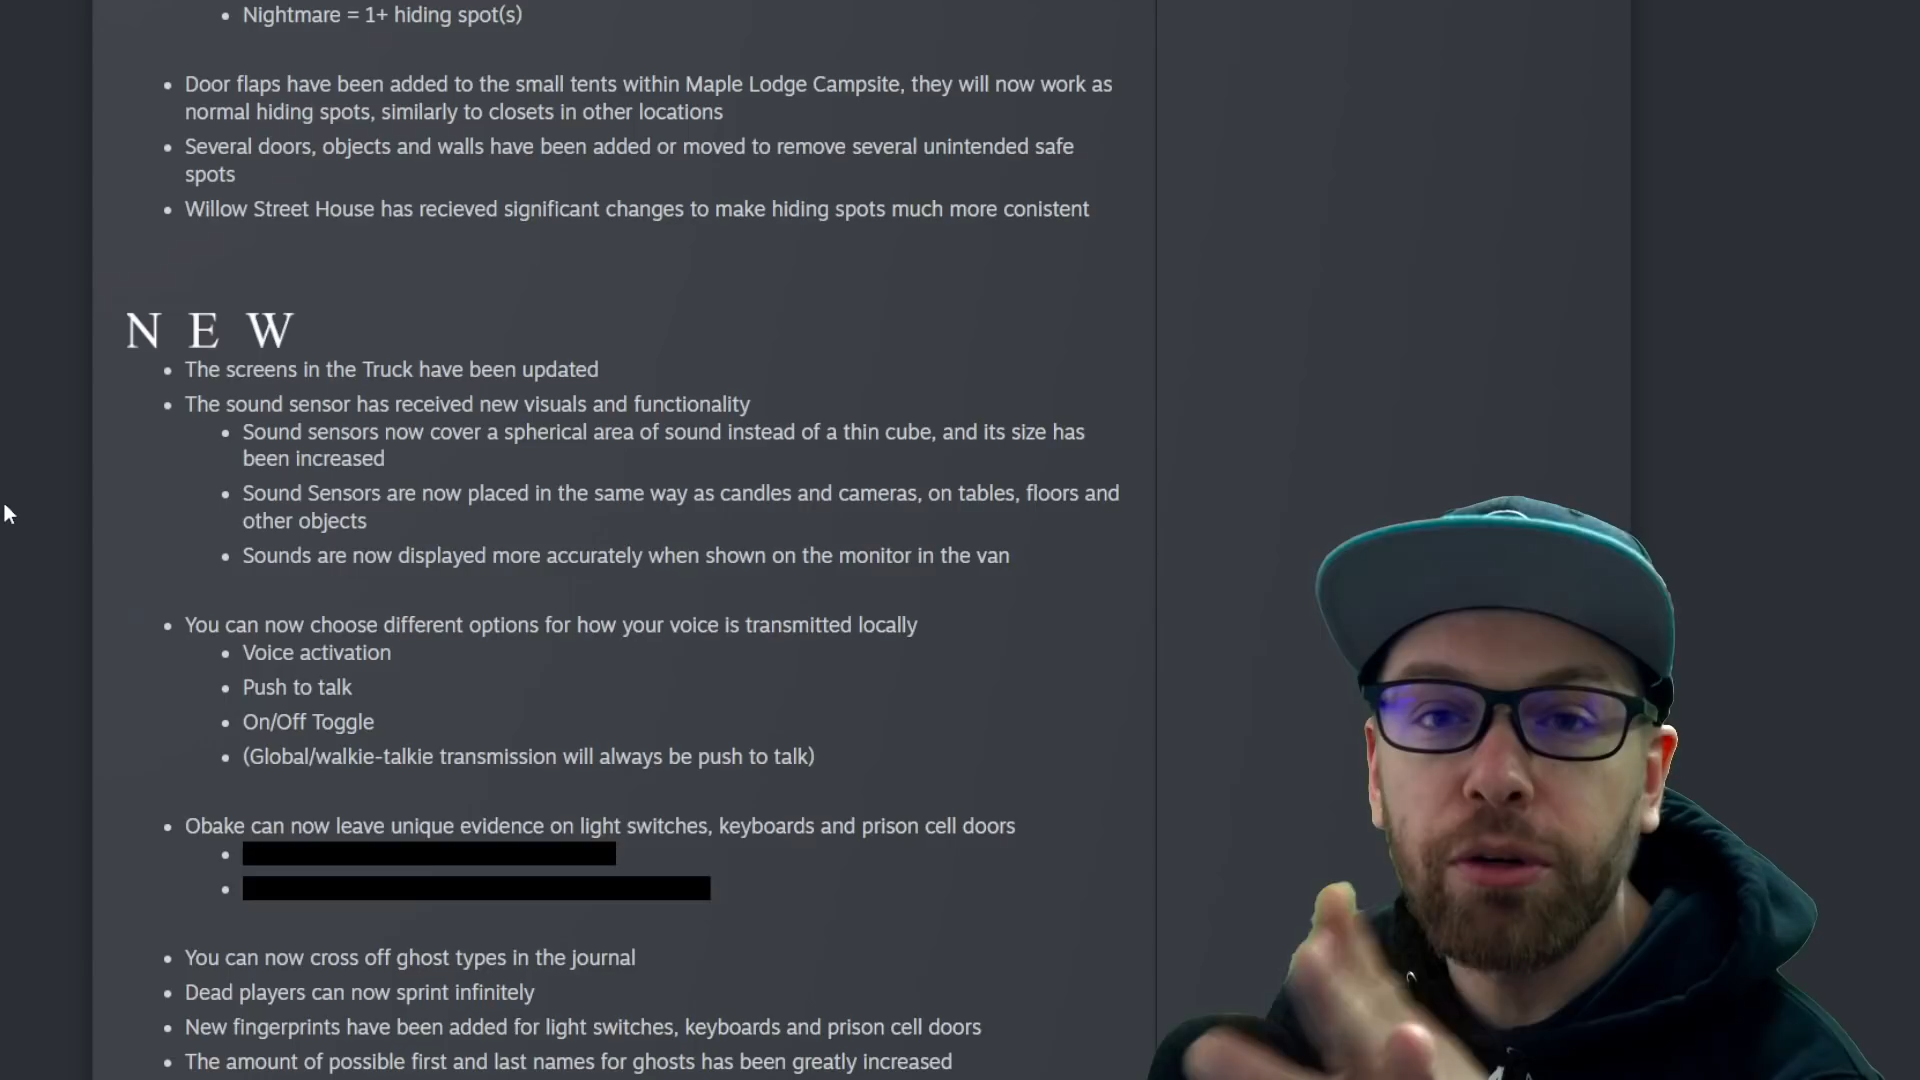 Nightmare = 1+ hiding spot(s)
Door flaps have been added to the small tents within Maple Lodge Campsite, they will now work as
normal hiding spots, similarly to closets in other locations
Several doors, objects and walls have been added or moved to remove several unintended safe
spots
Willow Street House has recieved significant changes to make hiding spots much more conistent
NEW
The screens in the Truck have been updated
The sound sensor has received new visuals and functionality
Sound sensors now cover a spherical area of sound instead of a thin cube, and its size has
been increased
Sound Sensors are now placed in the same way as candles and cameras, on tables, floors and
other objects
Sounds are now displayed more accurately when shown on the monitor in the van
You can now choose different options for how your voice is transmitted locally
Voice activation
Push to talk
On/Off Toggle
(Global/walkie-talkie transmission will always be push to talk)
Obake can now leave unique evidence on light switches, keyboards and prison cell doors
You can now cross off ghost types in the journal
Dead players can now sprint infinitely
New fingerprints have been added for light switches, keyboards and prison cell doors
The amount of possible first and last names for ghosts has been greatly increased